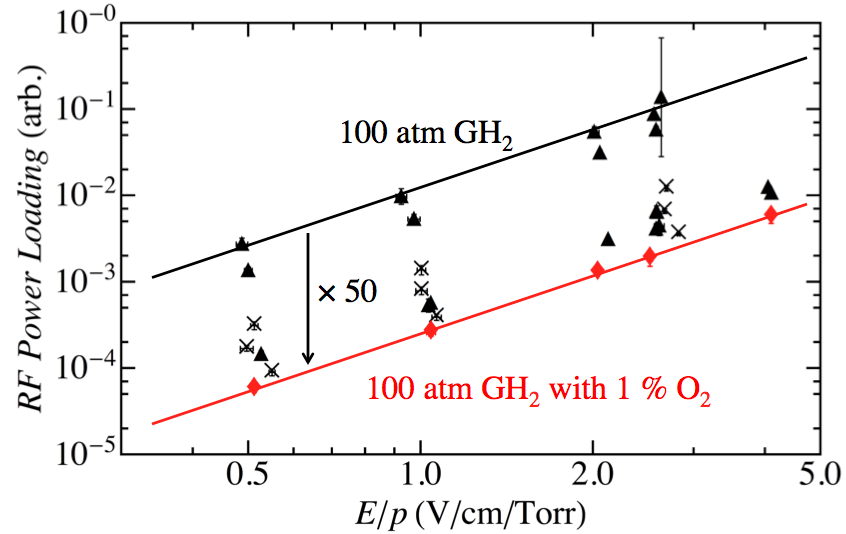 10⁻⁰
10⁻¹
10⁻²
10⁻³
10⁻⁴
10⁻⁵
RF Power Loading (arb.)
100 atm GH₂
× 50
100 atm GH₂ with 1 % O₂
0.5 1.0 2.0 5.0
E/p (V/cm/Torr)